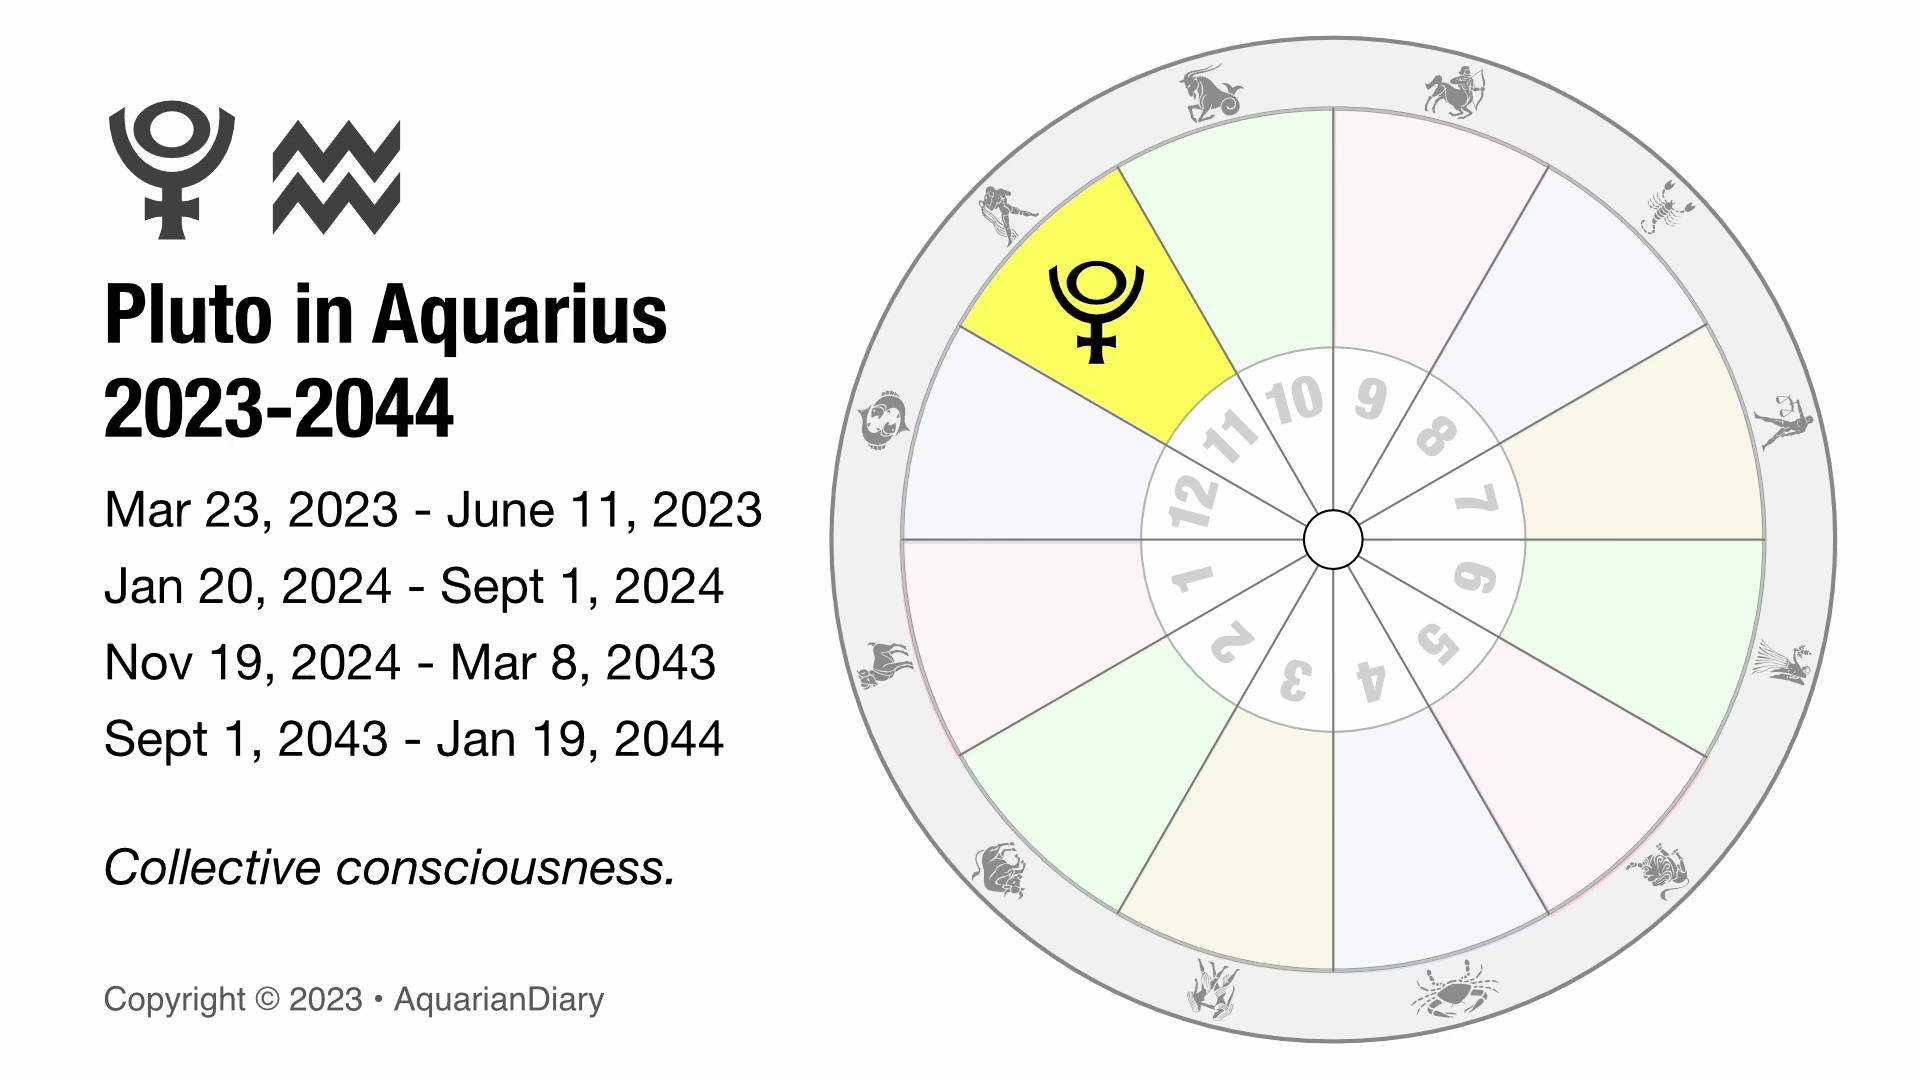 Pluto in Aquarius
2023-2044
Mar 23, 2023 - June 11, 2023
Jan 20, 2024 - Sept 1, 2024
Nov 19, 2024 - Mar 8, 2043
Sept 1, 2043 - Jan 19, 2044
Collective consciousness.
Copyright © 2023 • AquarianDiary
1
2
3
4
5
6
7
8
9
10
11
12